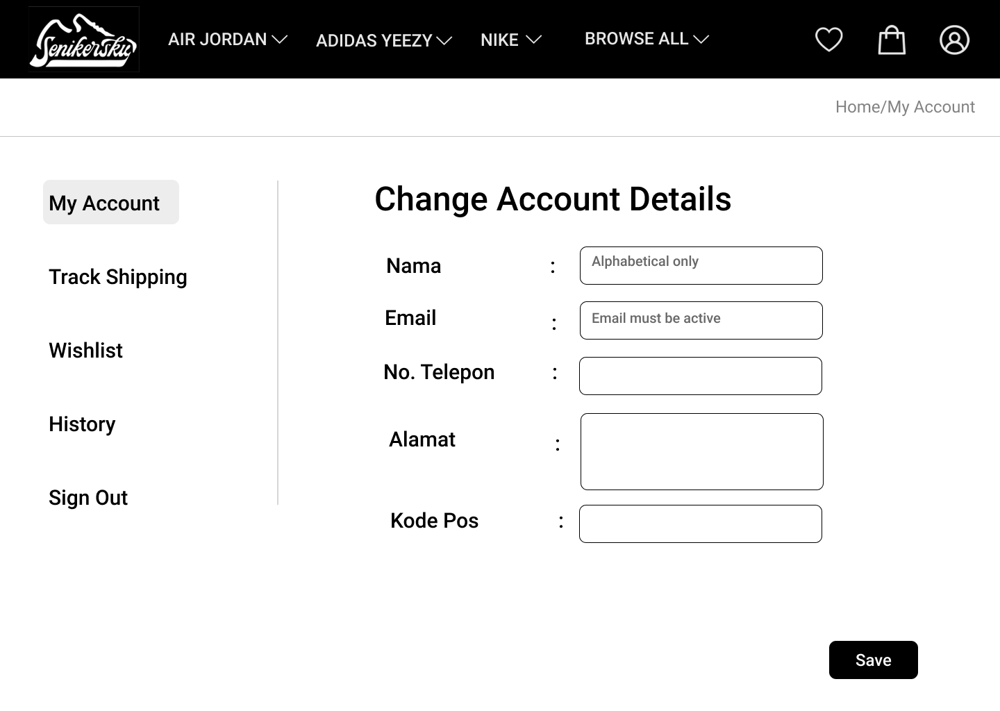 Senikersku
AIR JORDAN
ADIDAS YEEZY
NIKE
BROWSE ALL
Home/My Account
My Account
Track Shipping
Wishlist
History
Sign Out
Change Account Details
Nama : Alphabetical only
Email : Email must be active
No. Telepon :
Alamat :
Kode Pos :
Save